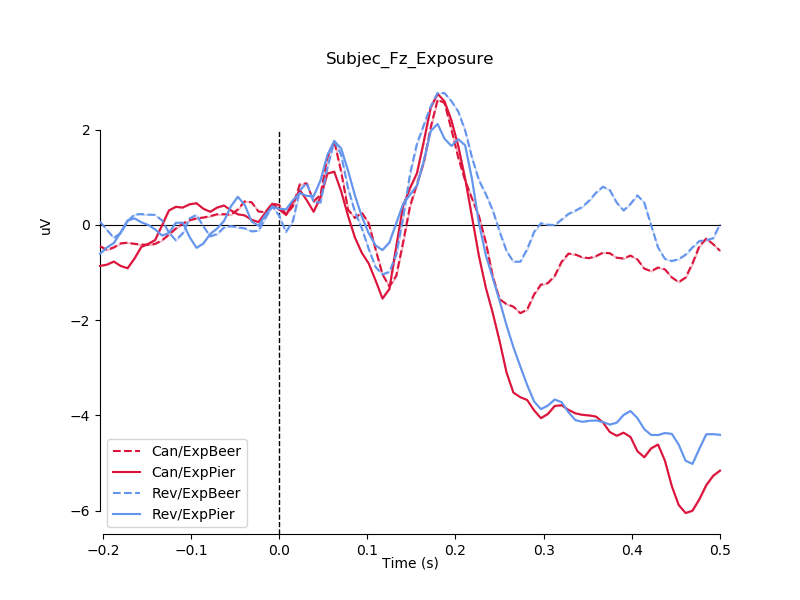 Subjec_Fz_Exposure
uV
2
0
−2
−4
−6
Can/ExpBeer
Can/ExpPier
Rev/ExpBeer
Rev/ExpPier
−0.2 −0.1 0.0 0.1 0.2 0.3 0.4 0.5
Time (s)